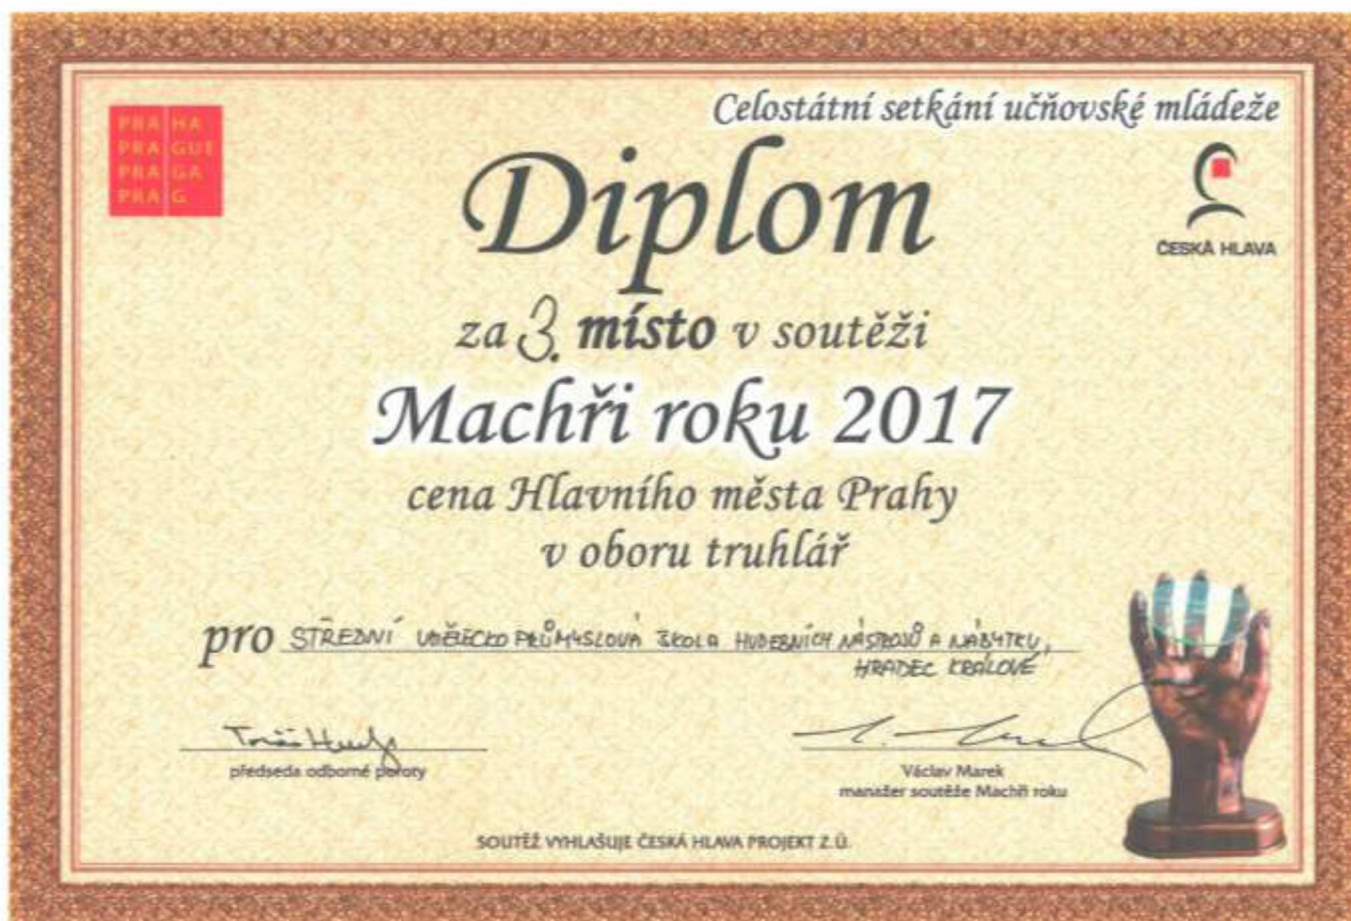 PRA HA
PRA GUE
PRA GA
PRA G
Celostátní setkání učňovské mládeže
ČESKÁ HLAVA
Diplom
za 3. místo v soutěži
Machři roku 2017
cena Hlavního města Prahy
v oboru truhlář
pro STŘEDNÍ UMĚLECKO PRŮMYSLOVÁ ŠKOLA HUDEBNÍCH NÁSTROJŮ A NÁBYTKU,
HRADEC KRÁLOVÉ
Tomáš
předseda odborné poroty
Václav Marek
manažer soutěže Machři roku
SOUTĚŽ VYHLAŠUJE ČESKÁ HLAVA PROJEKT Z.Ú.